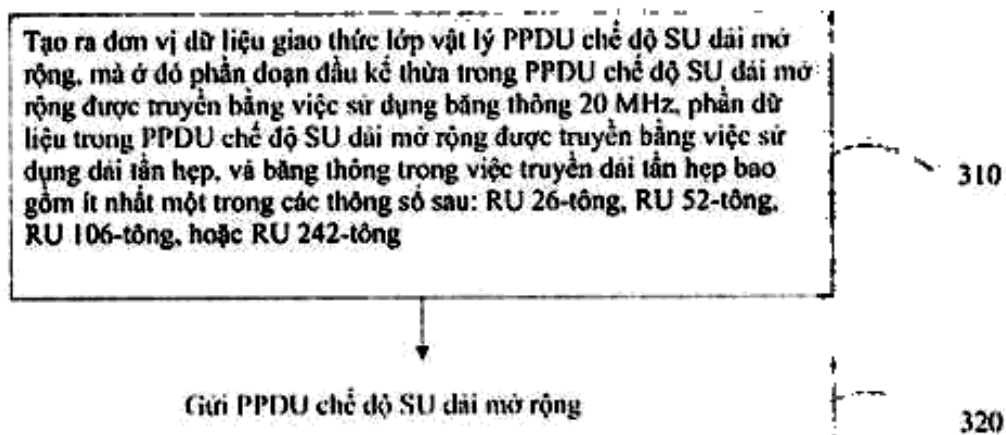 Tạo ra đơn vị dữ liệu giao thức lớp vật lý PPDU chế độ SU dải mở
rộng, mà ở đó phần đoạn đầu kế thừa trong PPDU chế độ SU dải mở
rộng được truyền bằng việc sử dụng băng thông 20 MHz, phần dữ
liệu trong PPDU chế độ SU dải mở rộng được truyền bằng việc sử
dụng dải tần hẹp, và băng thông trong việc truyền dải tần hẹp bao
gồm ít nhất một trong các thông số sau: RU 26-tông, RU 52-tông,
RU 106-tông, hoặc RU 242-tông
310
Gửi PPDU chế độ SU dải mở rộng
320